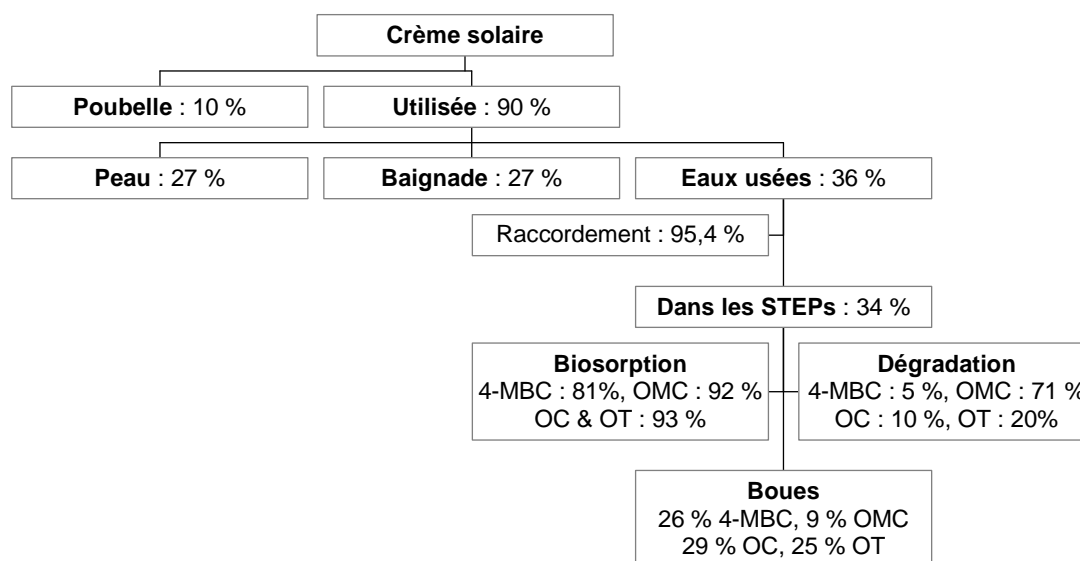 Crème solaire
Poubelle : 10 %
Utilisée : 90 %
Peau : 27 %
Baignade : 27 %
Eaux usées : 36 %
Raccordement : 95,4 %
Dans les STEPs : 34 %
Biosorption
4-MBC : 81%, OMC : 92 %
OC & OT : 93 %
Dégradation
4-MBC : 5 %, OMC : 71 %
OC : 10 %, OT : 20%
Boues
26 % 4-MBC, 9 % OMC
29 % OC, 25 % OT